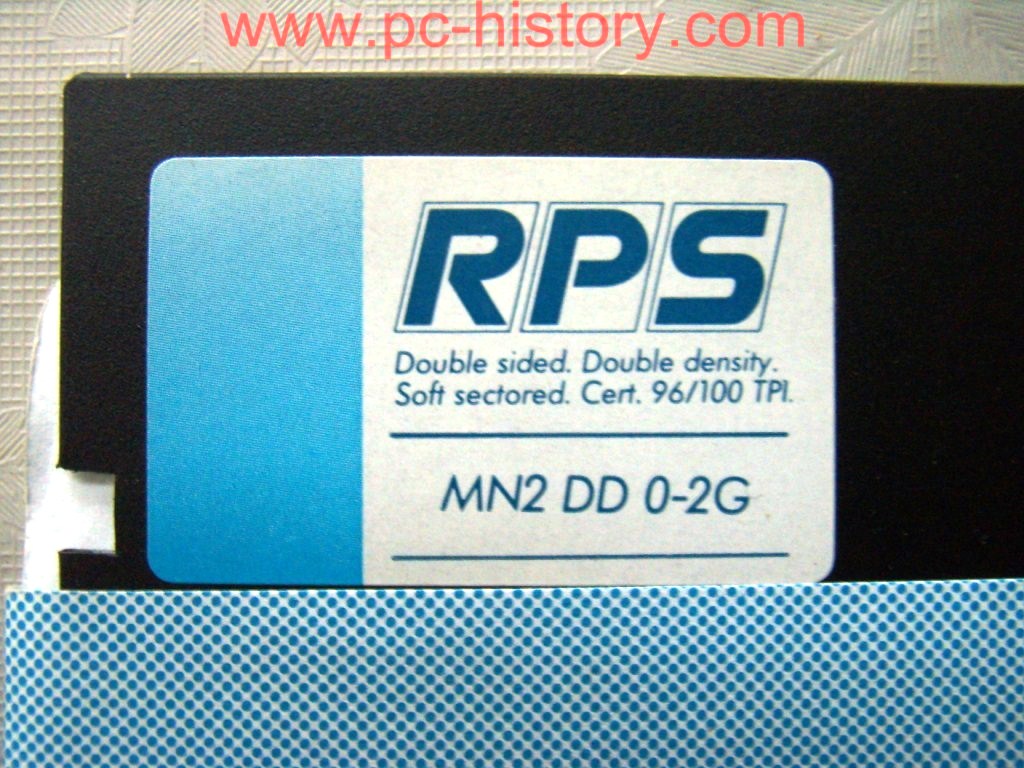 www.pc-history.com
RPS
Double sided. Double density.
Soft sectored. Cert. 96/100 TPI.
MN2 DD 0-2G